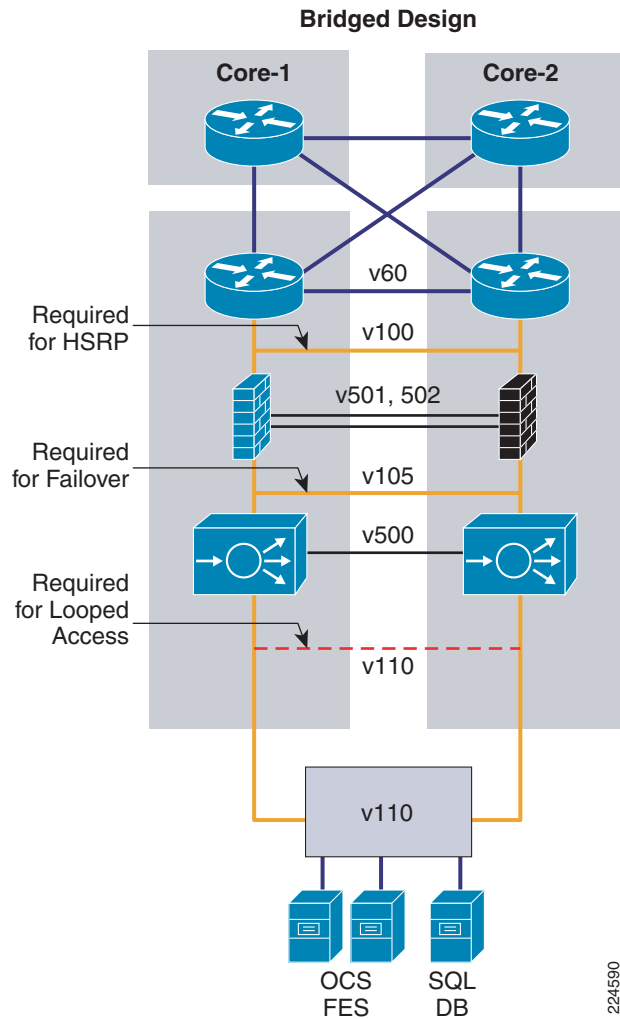 Bridged Design
Core-1
Core-2
v60
Required
for HSRP
v100
v501, 502
Required
for Failover
v105
v500
Required
for Looped
Access
v110
v110
OCS
FES
SQL
DB
224590